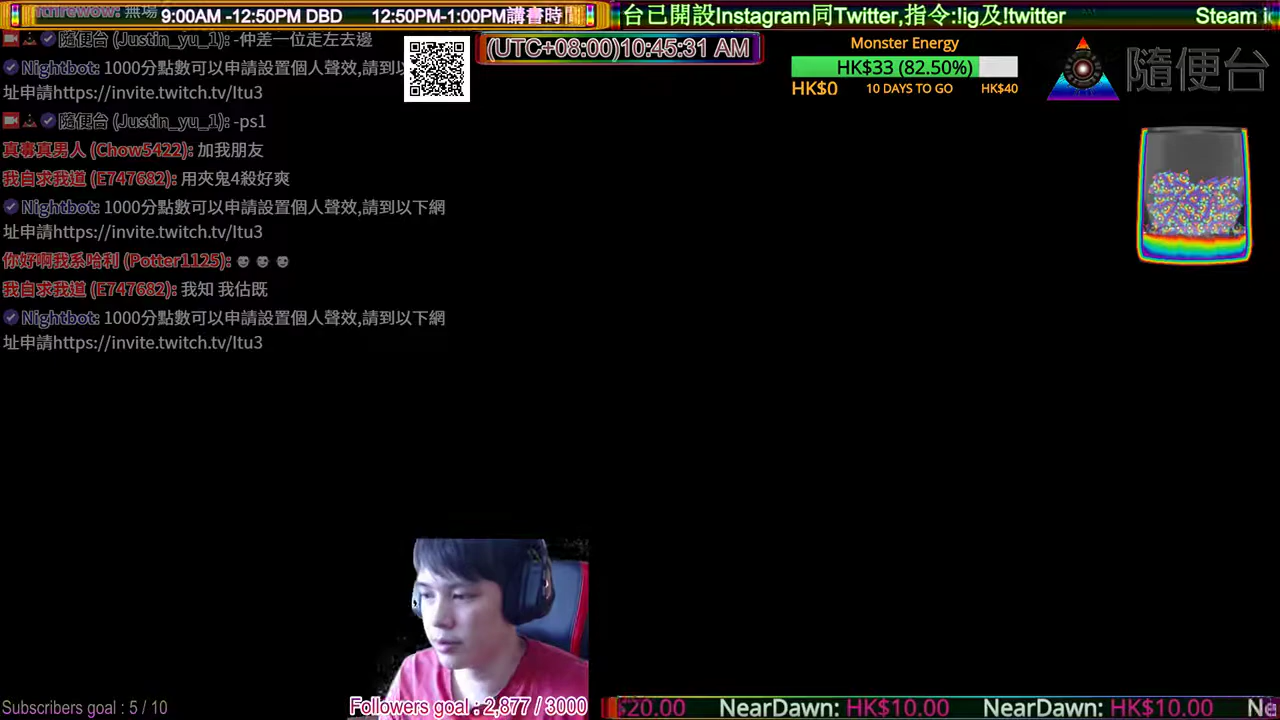 9:00AM -12:50PM DBD 12:50PM-1:00PM講書時間
台已開設Instagram同Twitter,指令:!ig及!twitter Steam
隨便台 (Justin_yu_1): -仲差一位走左去邊
Nightbot: 1000分點數可以申請設置個人聲效,請到以
址申請https://invite.twitch.tv/Itu3
隨便台 (Justin_yu_1): -ps1
真毒真男人 (Chow5422): 加我朋友
我自求我道 (E747682): 用夾鬼4殺好爽
Nightbot: 1000分點數可以申請設置個人聲效,請到以下網
址申請https://invite.twitch.tv/Itu3
你好啊我系哈利 (Potter1125):
我自求我道 (E747682): 我知 我估既
Nightbot: 1000分點數可以申請設置個人聲效,請到以下網
址申請https://invite.twitch.tv/Itu3
(UTC+08:00)10:45:31 AM
Monster Energy
HK$33 (82.50%)
HK$0 10 DAYS TO GO HK$40
隨便台
Subscribers goal : 5 / 10
Followers goal : 2,877 / 3000
$20.00 NearDawn: HK$10.00 NearDawn: HK$10.00